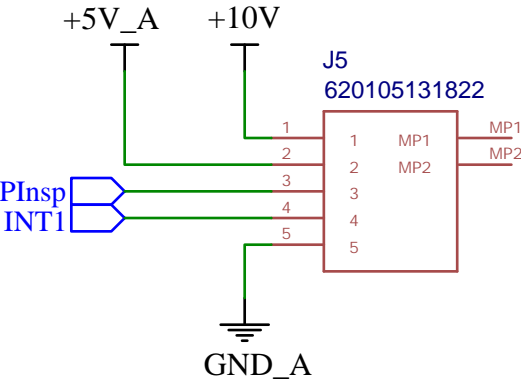 +5V_A +10V
J5
620105131822
1 1 MP1 MP1
2 2 MP2 MP2
PInsp 3 3
INT1 4 4
5 5
GND_A